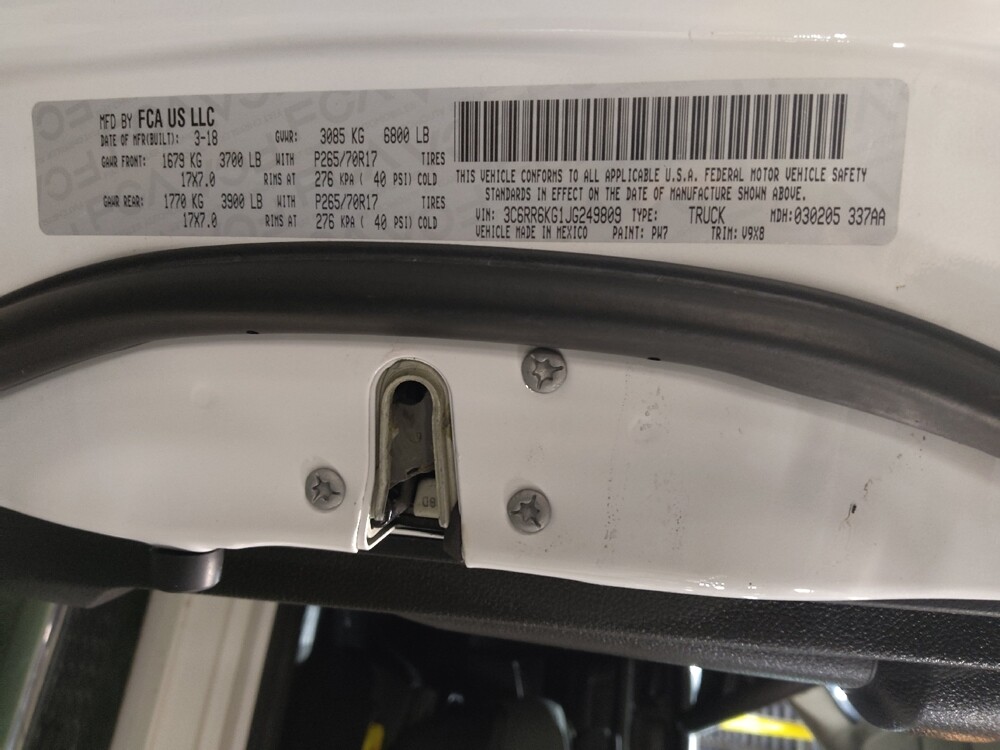 MFD BY FCA US LLC
DATE OF MFR(BUILT): 3-18 GVWR: 3085 KG 6800 LB
GAWR FRONT: 1679 KG 3700 LB WITH P265/70R17 TIRES
17X7.0 RIMS AT 276 KPA ( 40 PSI) COLD
GAWR REAR: 1770 KG 3900 LB WITH P265/70R17 TIRES
17X7.0 RIMS AT 276 KPA ( 40 PSI) COLD
THIS VEHICLE CONFORMS TO ALL APPLICABLE U.S.A. FEDERAL MOTOR VEHICLE SAFETY
STANDARDS IN EFFECT ON THE DATE OF MANUFACTURE SHOWN ABOVE.
VIN: 3C6RR6KG1JG249809 TYPE: TRUCK MDH: 030205 337AA
VEHICLE MADE IN MEXICO PAINT: PW7 TRIM: V9X8